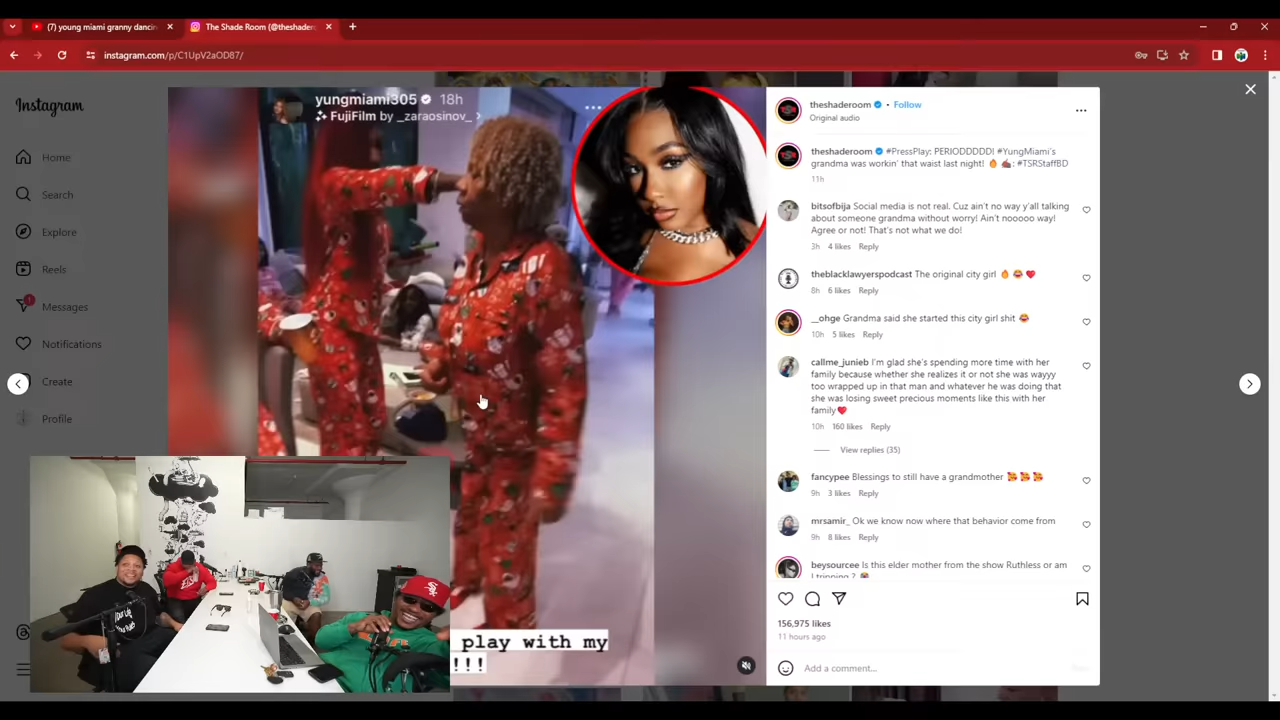 (7) young miami granny dancin
The Shade Room (@theshader
instagram.com/p/C1UpV2aOD87/
Instagram
Home
Search
Explore
Reels
Messages
Notifications
Create
Profile
yungmiami305 18h
FujiFilm by _zaraosinov_ >
play with my
!!!
theshaderoom • Follow
Original audio
theshaderoom #PressPlay: PERIODDDDD! #YungMiami's
grandma was workin' that waist last night! 🔥 ✍🏾: #TSRStaffBD
11h
bitsofbija Social media is not real. Cuz ain't no way y'all talking
about someone grandma without worry! Ain't nooooo way!
Agree or not! That's not what we do!
3h 4 likes Reply
theblacklawyerspodcast The original city girl 🔥 😂 ❤️
8h 6 likes Reply
__ohge Grandma said she started this city girl shit 😂
10h 5 likes Reply
callme_junieb I'm glad she's spending more time with her
family because whether she realizes it or not she was wayyy
too wrapped up in that man and whatever he was doing that
she was losing sweet precious moments like this with her
family❤️
10h 160 likes Reply
View replies (35)
fancypee Blessings to still have a grandmother 🥰 🥰 🥰
9h 3 likes Reply
mrsamir_ Ok we know now where that behavior come from
9h 8 likes Reply
beysourcee Is this elder mother from the show Ruthless or am
I tripping ? 😭
156,975 likes
11 hours ago
Add a comment...